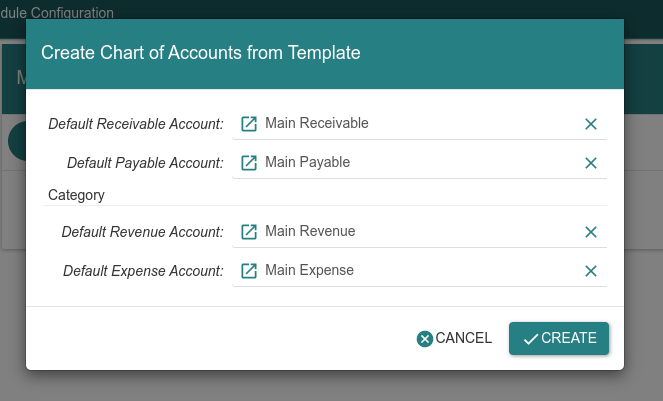 dule Configuration
Create Chart of Accounts from Template
M
Default Receivable Account: Main Receivable
Default Payable Account: Main Payable
Category
Default Revenue Account: Main Revenue
Default Expense Account: Main Expense
CANCEL CREATE